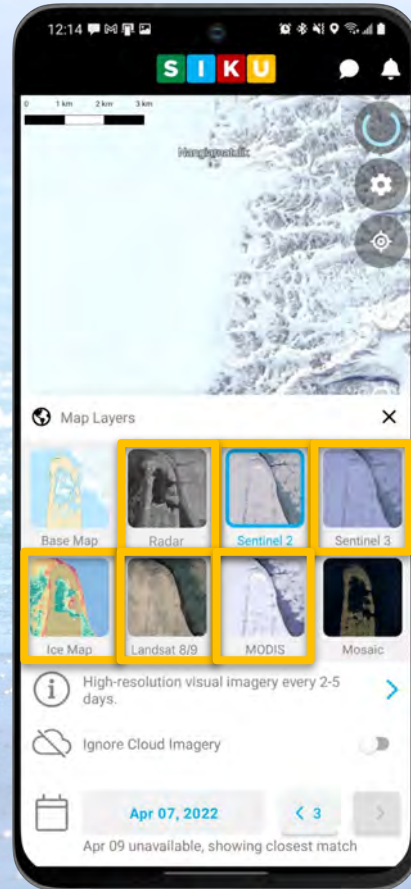 12:14
SIKU
0 1 km 2 km 3 km
Map Layers
Base Map Radar Sentinel 2 Sentinel 3
Ice Map Landsat 8/9 MODIS Mosaic
High-resolution visual imagery every 2-5
days.
Ignore Cloud Imagery
Apr 07, 2022 < 3 >
Apr 09 unavailable, showing closest match